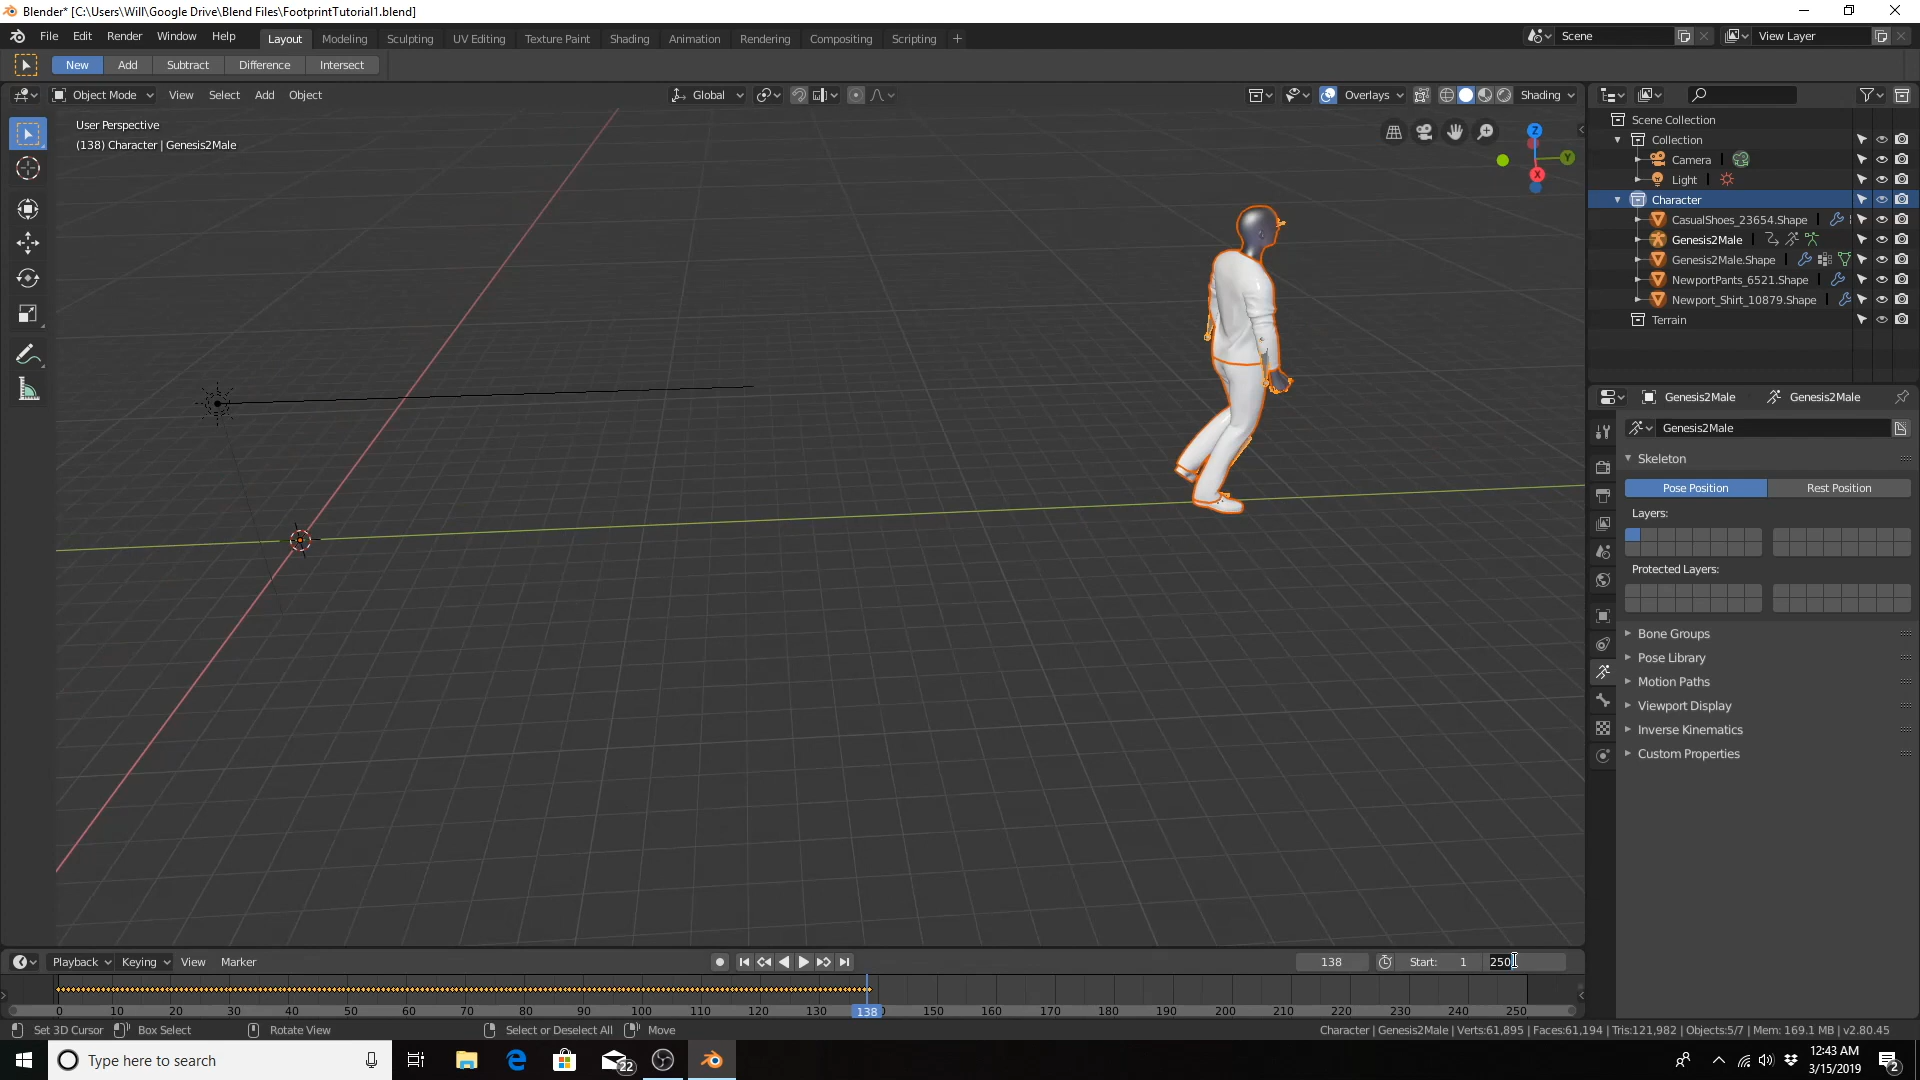 Blender* [C:\Users\Will\Google Drive\Blend Files\FootprintTutorial1.blend]
File Edit Render Window Help Layout Modeling Sculpting UV Editing Texture Paint Shading Animation Rendering Compositing Scripting + Scene View Layer
New Add Subtract Difference Intersect
Object Mode View Select Add Object Global Overlays Shading
User Perspective
(138) Character | Genesis2Male
Z
Y
X
Scene Collection
Collection
Camera
Light
Character
CasualShoes_23654.Shape
Genesis2Male
Genesis2Male.Shape
NewportPants_6521.Shape
Newport_Shirt_10879.Shape
Terrain
Genesis2Male Genesis2Male
Genesis2Male
Skeleton
Pose Position Rest Position
Layers:
Protected Layers:
Bone Groups
Pose Library
Motion Paths
Viewport Display
Inverse Kinematics
Custom Properties
Playback Keying View Marker 138 Start: 1 250
0 10 20 30 40 50 60 70 80 90 100 110 120 130 138 150 160 170 180 190 200 210 220 230 240 250
Set 3D Cursor Box Select Rotate View Select or Deselect All Move Character | Genesis2Male | Verts:61,895 | Faces:61,194 | Tris:121,982 | Objects:5/7 | Mem: 169.1 MB | v2.80.45
Type here to search 22 12:43 AM
3/15/2019 2